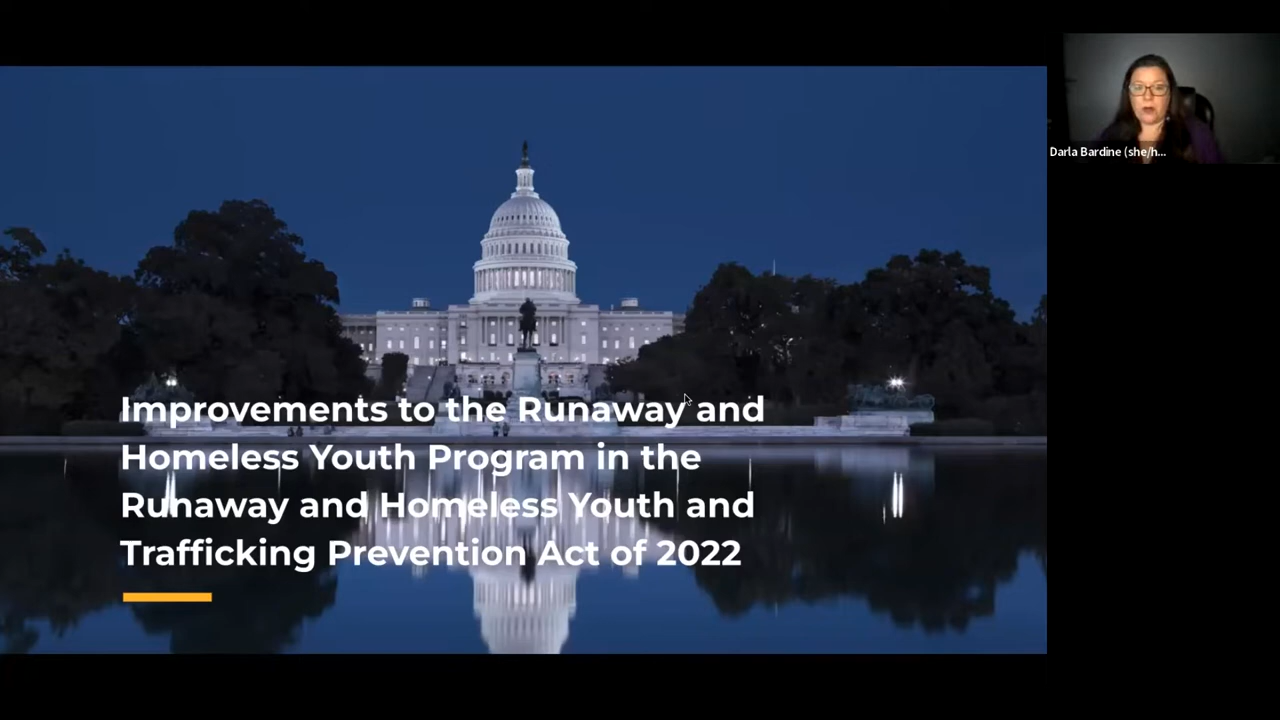 Improvements to the Runaway and
Homeless Youth Program in the
Runaway and Homeless Youth and
Trafficking Prevention Act of 2022
Darla Bardine (she/h...